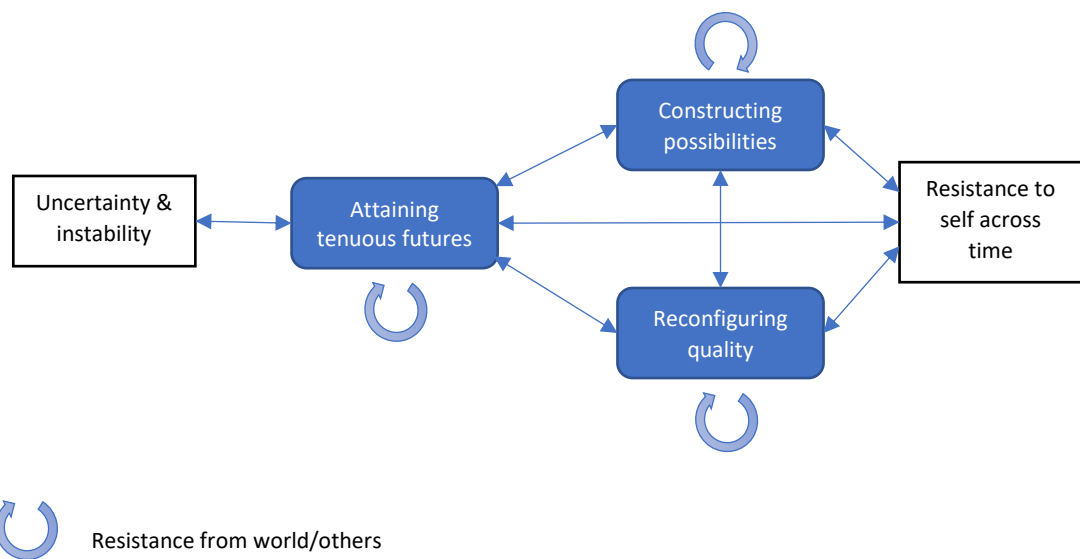 Constructing
possibilities
Uncertainty &
instability
Attaining
tenuous futures
Resistance to
self across
time
Reconfiguring
quality
Resistance from world/others